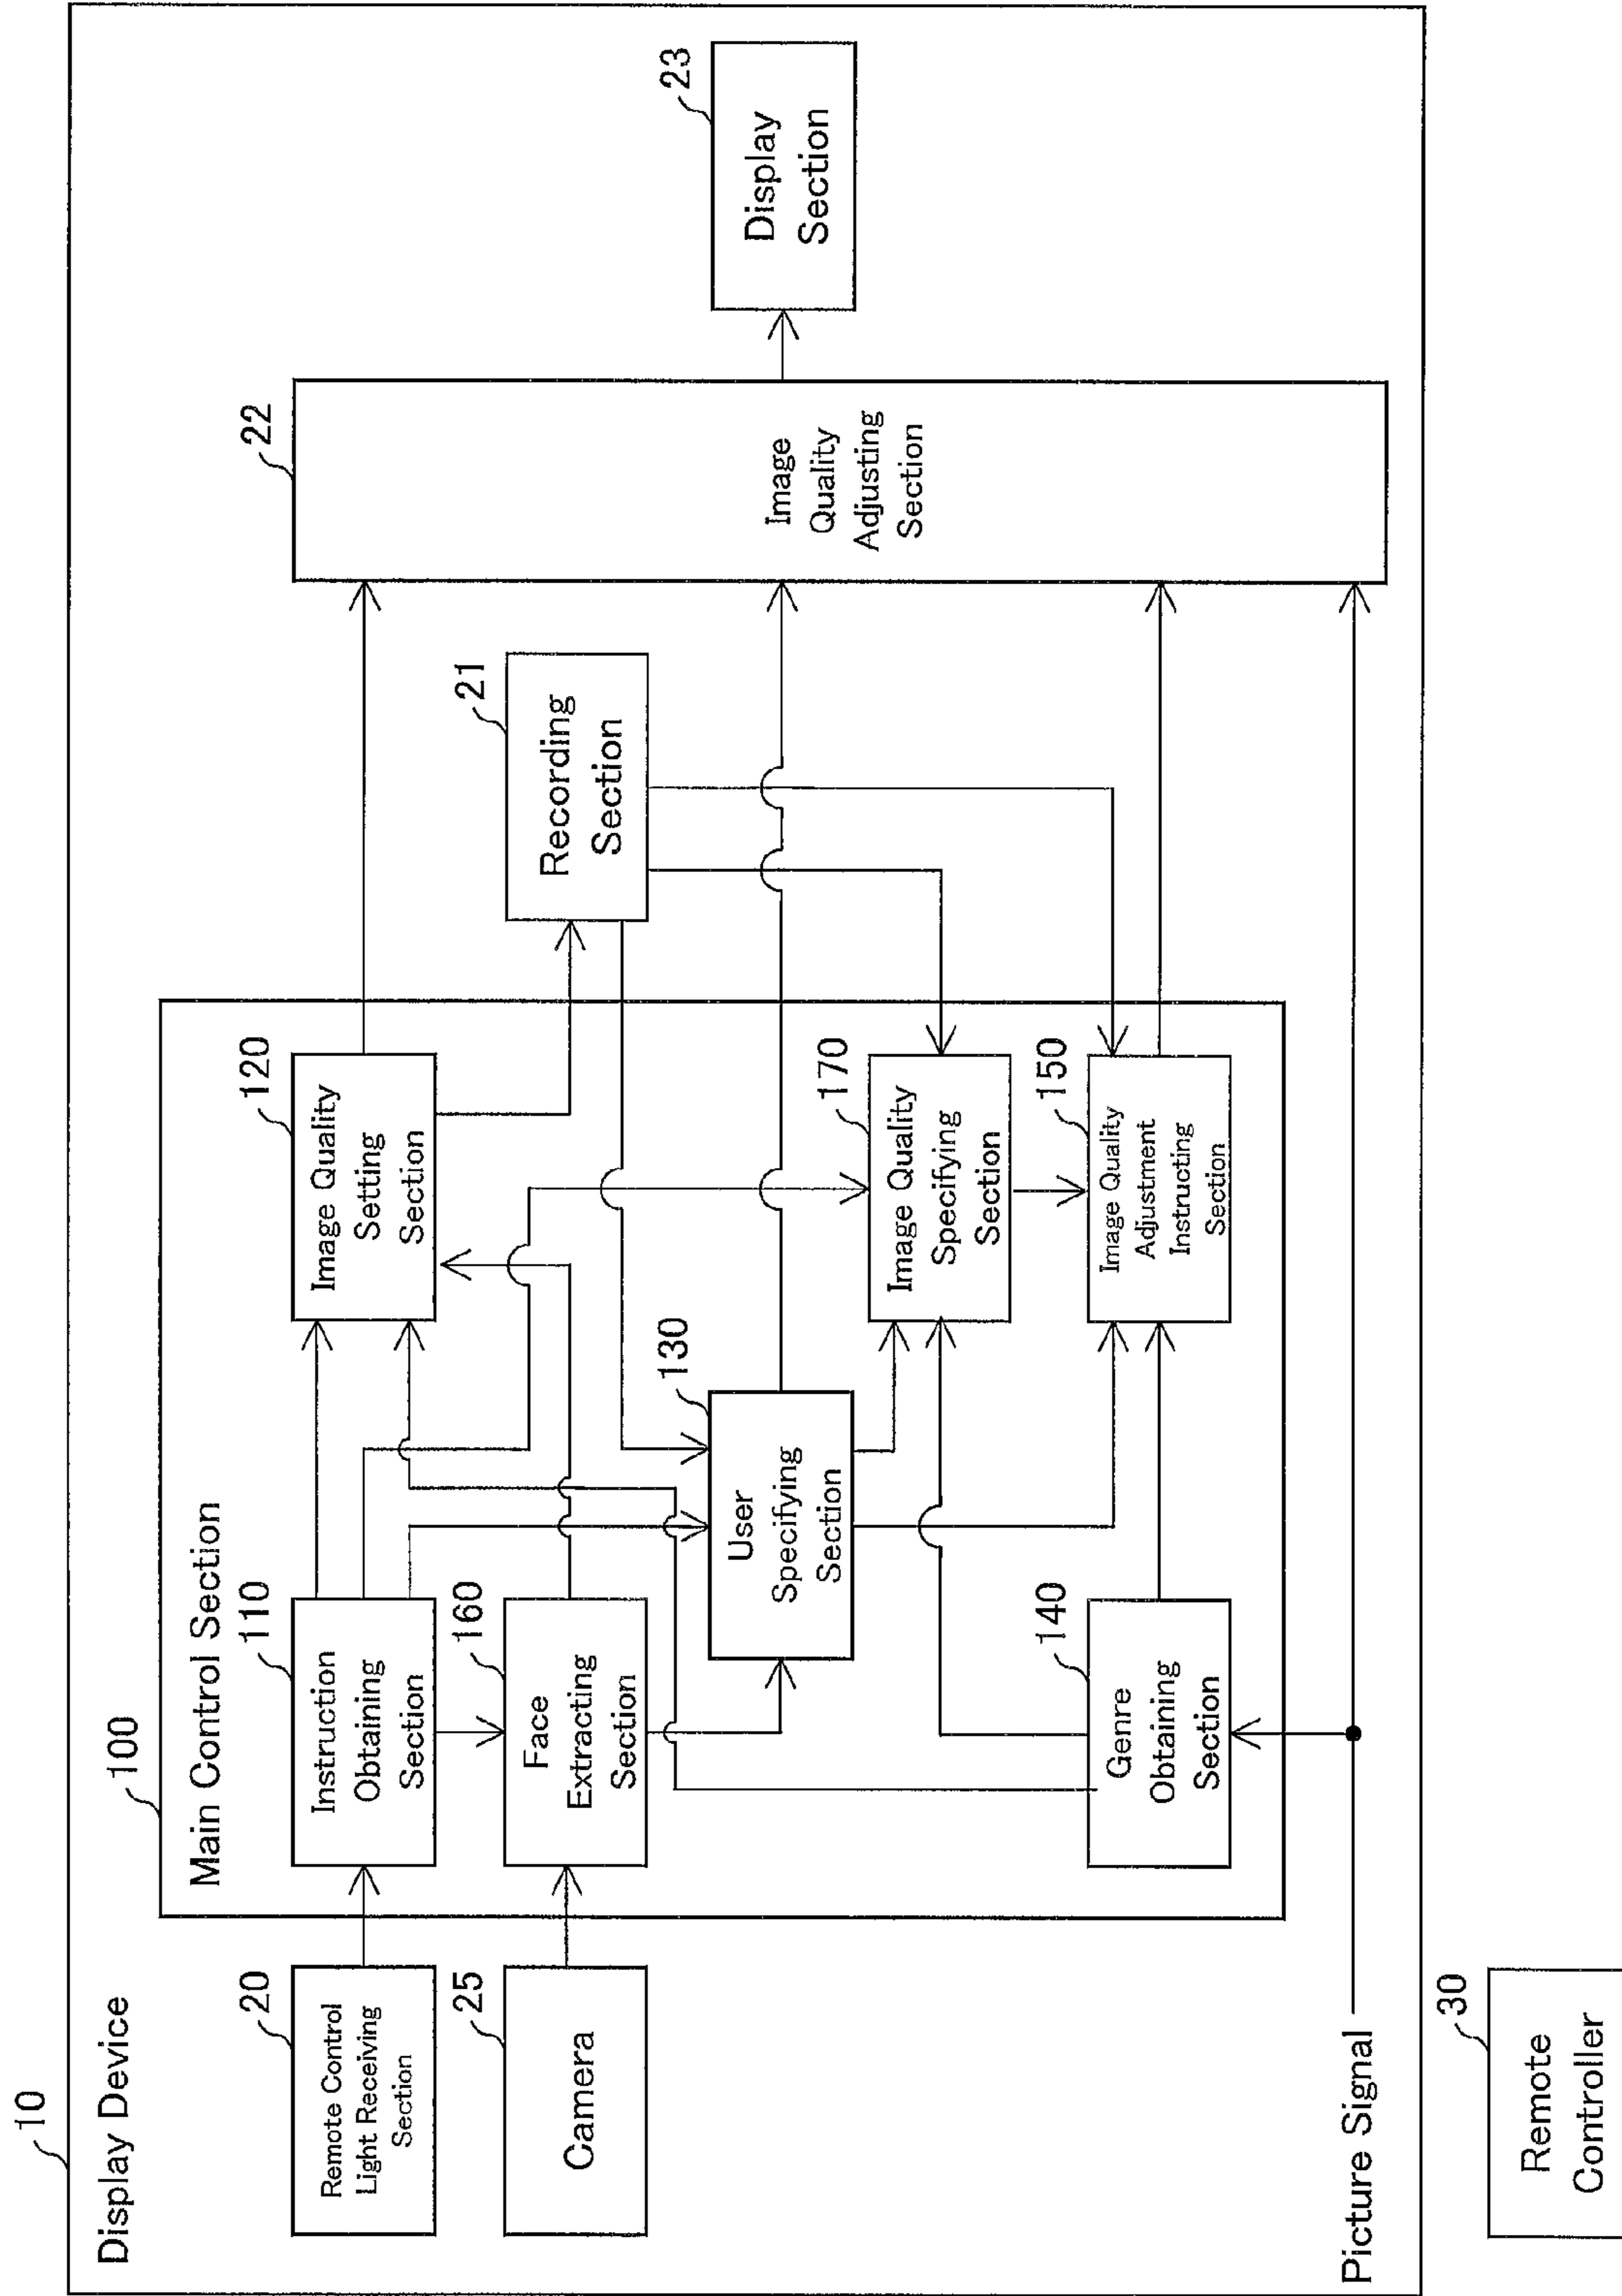 10
Display Device
100
Main Control Section
20
Remote Control
Light Receiving
Section
110
Instruction
Obtaining
Section
120
Image Quality
Setting
Section
22
Image
Quality
Adjusting
Section
23
Display
Section
25
Camera
160
Face
Extracting
Section
21
Recording
Section
130
User
Specifying
Section
170
Image Quality
Specifying
Section
140
Genre
Obtaining
Section
150
Image Quality
Adjustment
Instructing
Section
Picture Signal
30
Remote
Controller